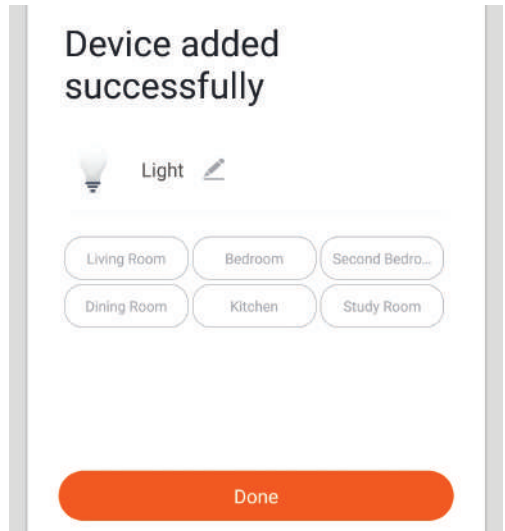 Device added
successfully
Light
Living Room Bedroom Second Bedro...
Dining Room Kitchen Study Room
Done